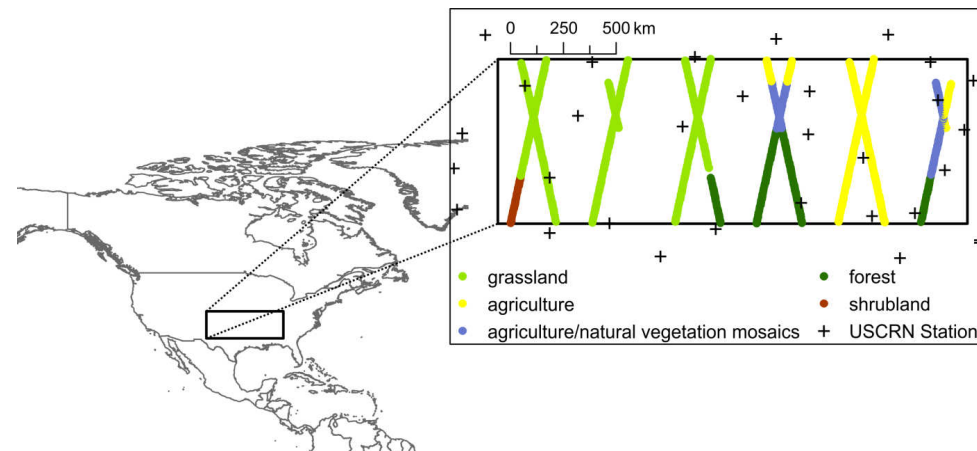 0 250 500 km
grassland
forest
agriculture
shrubland
agriculture/natural vegetation mosaics
USCRN Station